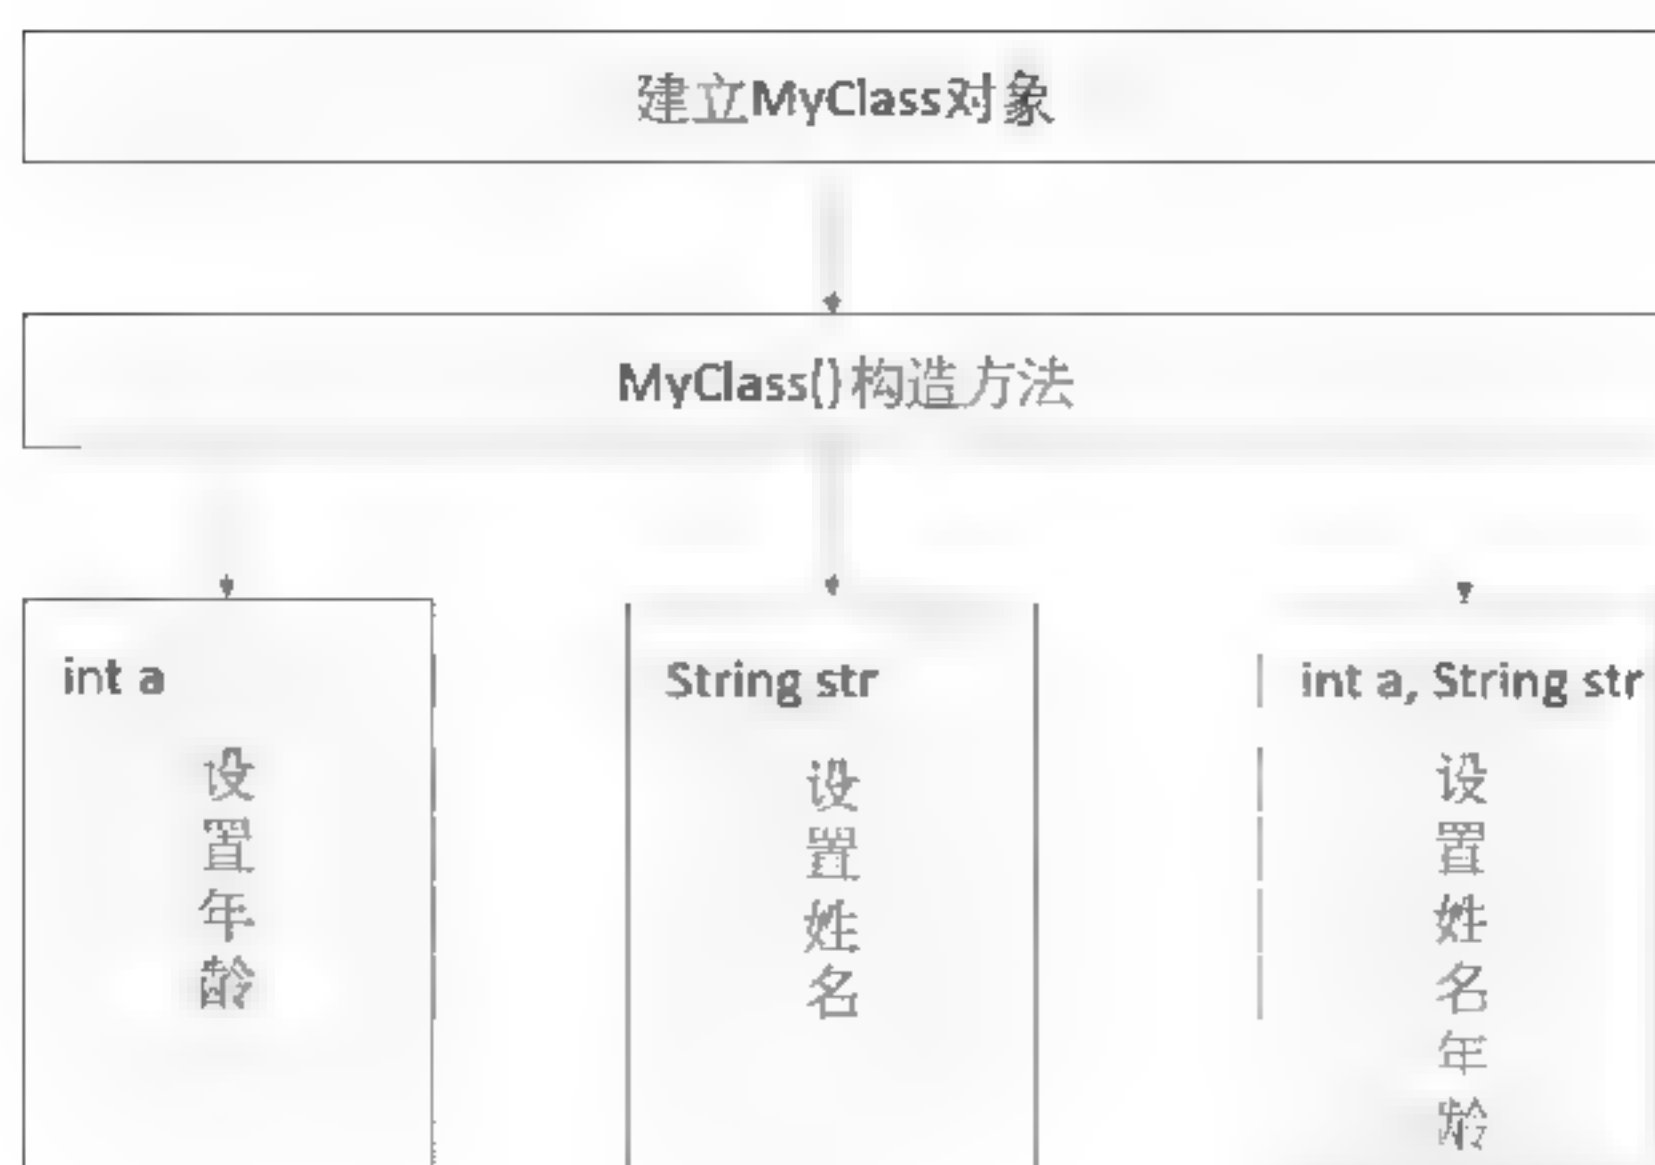 建立MyClass对象
MyClass()构造方法
int a
设置年龄
String str
设置姓名
int a, String str
设置姓名年龄